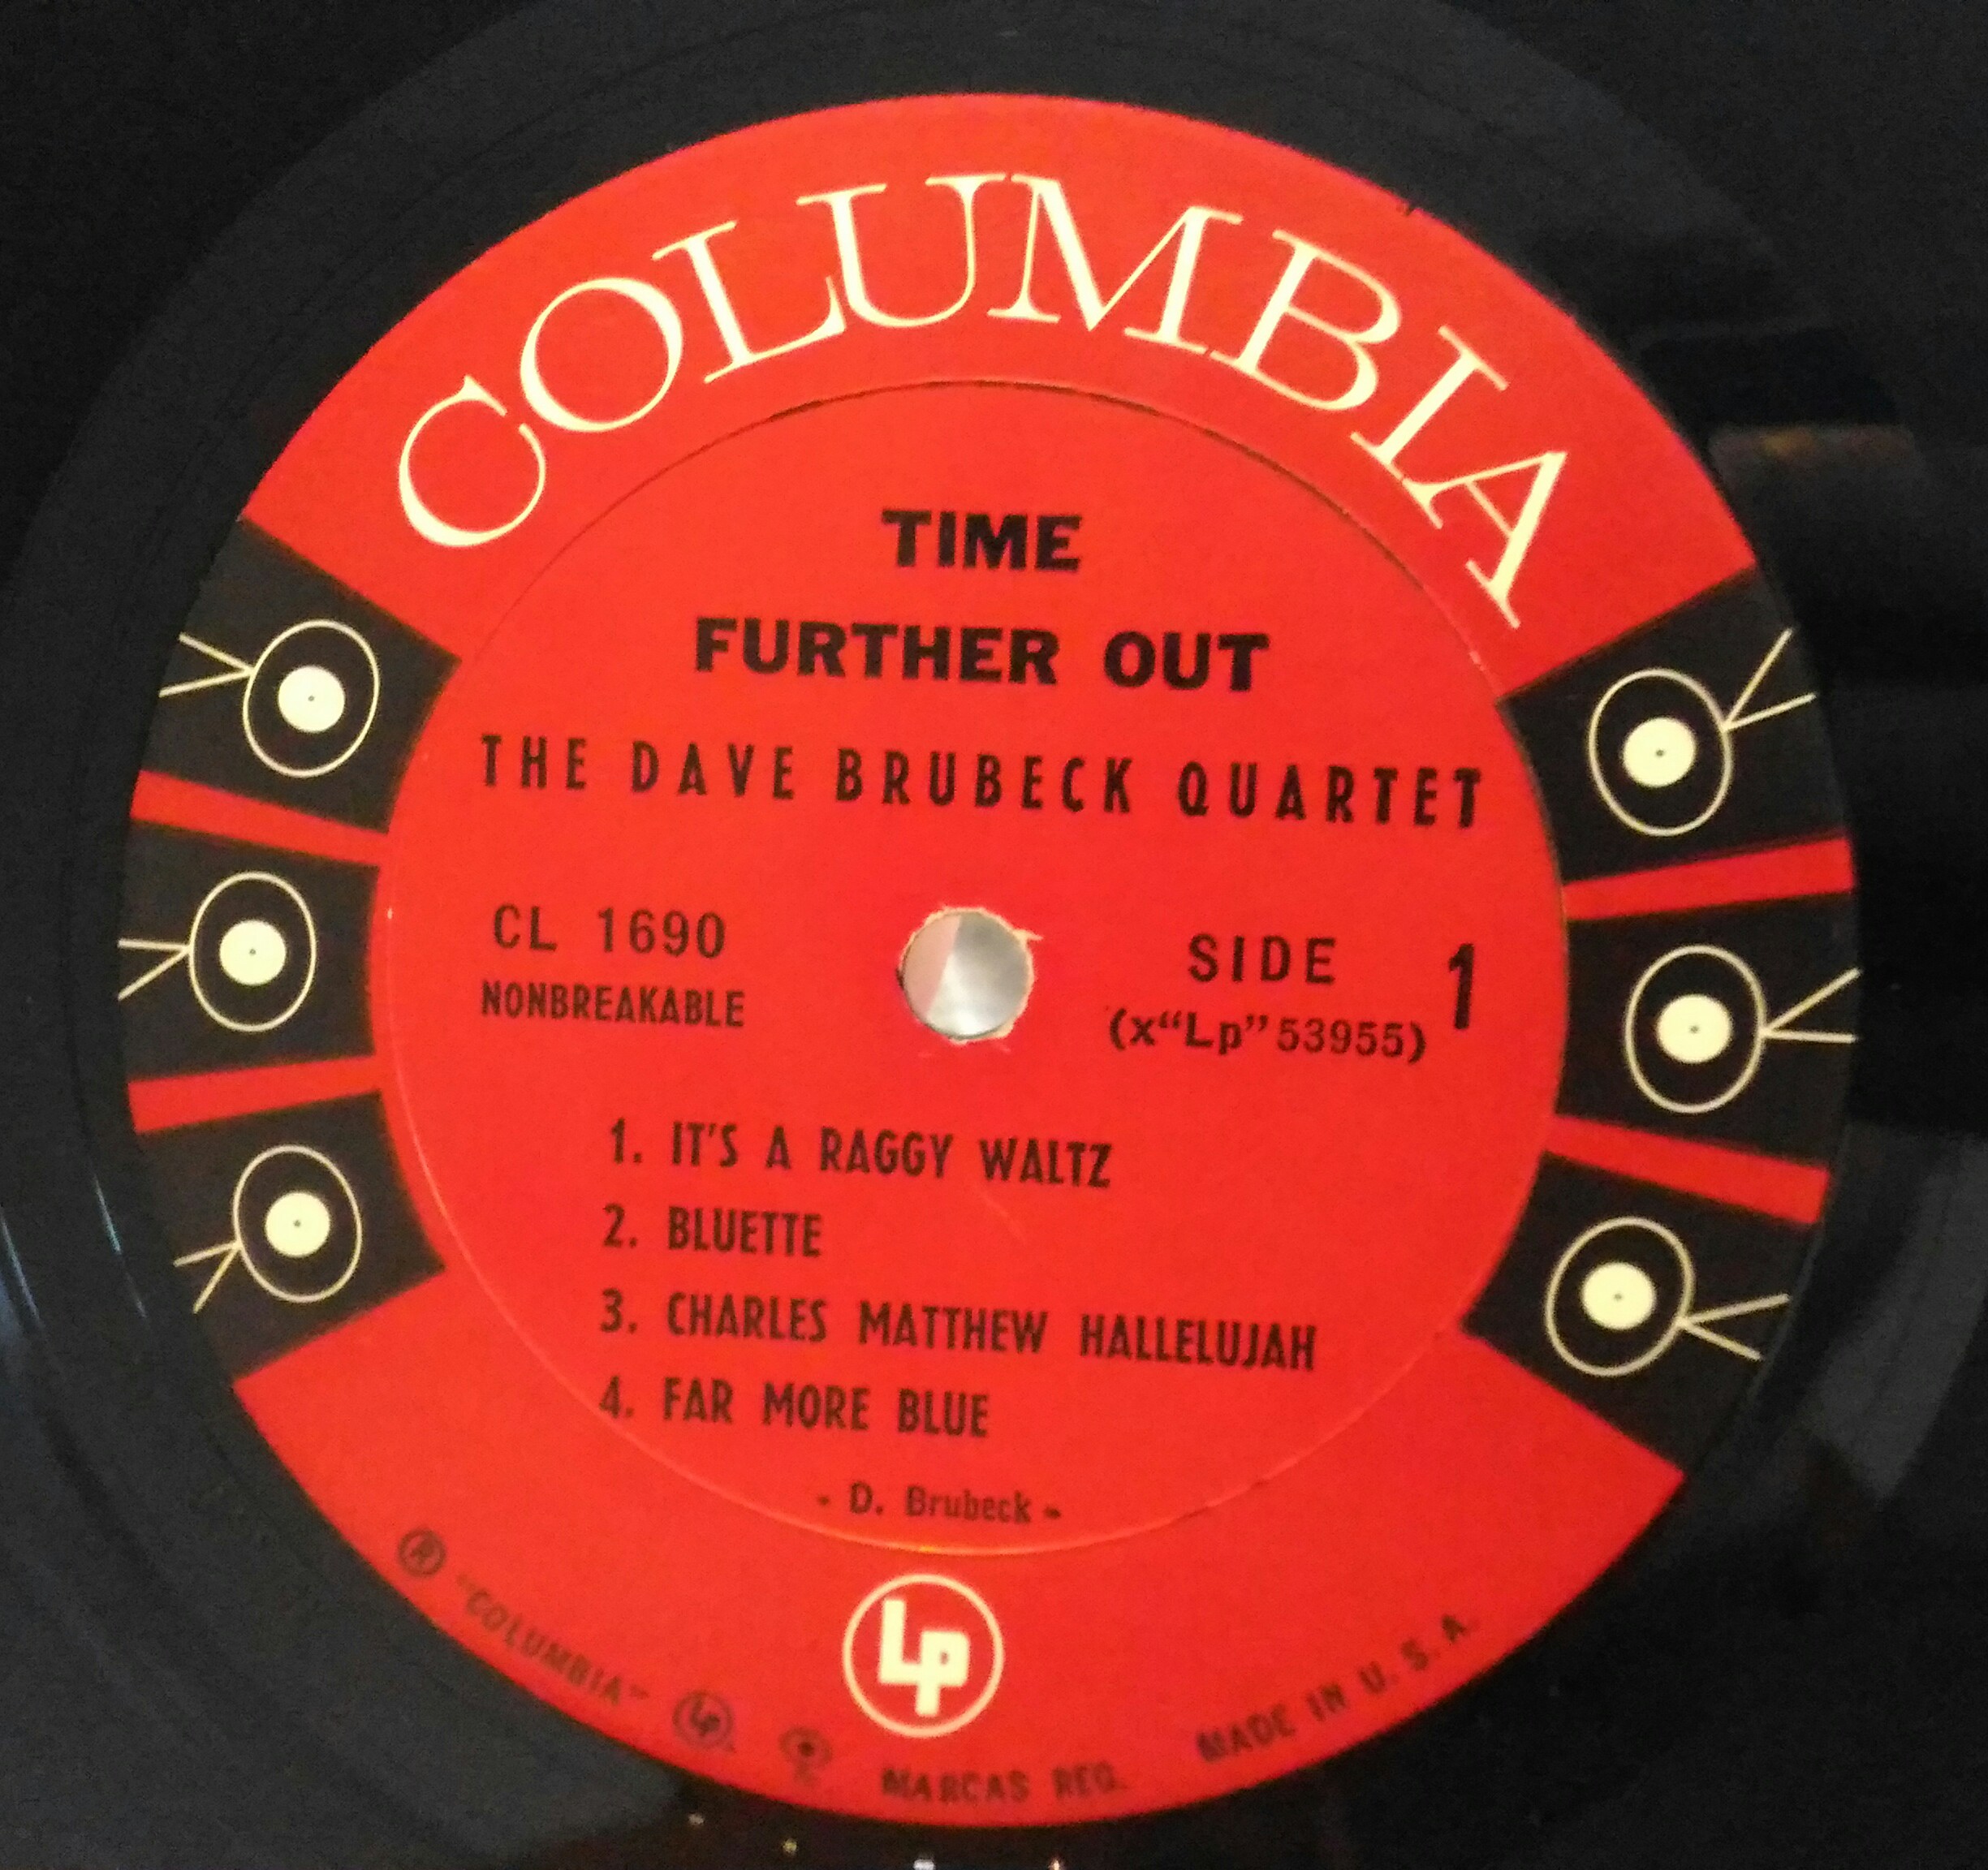 COLUMBIA
TIME
FURTHER OUT
THE DAVE BRUBECK QUARTET
CL 1690
NONBREAKABLE
SIDE 1
(x“Lp”53955)
1. IT'S A RAGGY WALTZ
2. BLUETTE
3. CHARLES MATTHEW HALLELUJAH
4. FAR MORE BLUE
- D. Brubeck -
Lp
® "COLUMBIA" Lp MARCAS REG. MADE IN U. S. A.